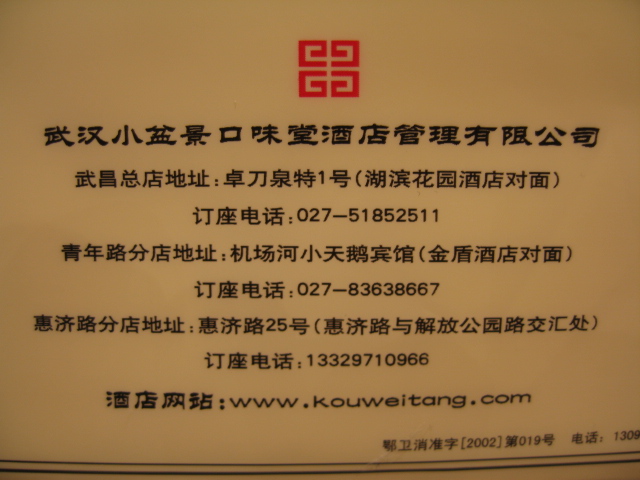 武汉小盆景口味堂酒店管理有限公司
武昌总店地址:卓刀泉特1号(湖滨花园酒店对面)
订座电话:027-51852511
青年路分店地址:机场河小天鹅宾馆(金盾酒店对面)
订座电话:027-83638667
惠济路分店地址:惠济路25号(惠济路与解放公园路交汇处)
订座电话:13329710966
酒店网站:www.kouweitang.com
鄂卫消准字[2002]第019号 电话:1309